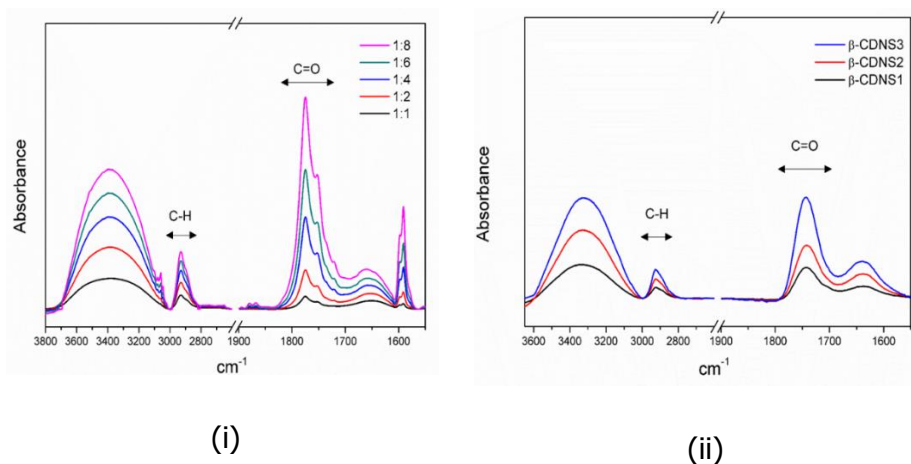 1:8
1:6
1:4
1:2
1:1
C=O
C-H
Absorbance
3800 3600 3400 3200 3000 2800 1800 1700 1600
cm-1
(i)
β-CDNS3
β-CDNS2
β-CDNS1
C=O
C-H
Absorbance
3600 3400 3200 3000 2800 1900 1800 1700 1600
cm-1
(ii)